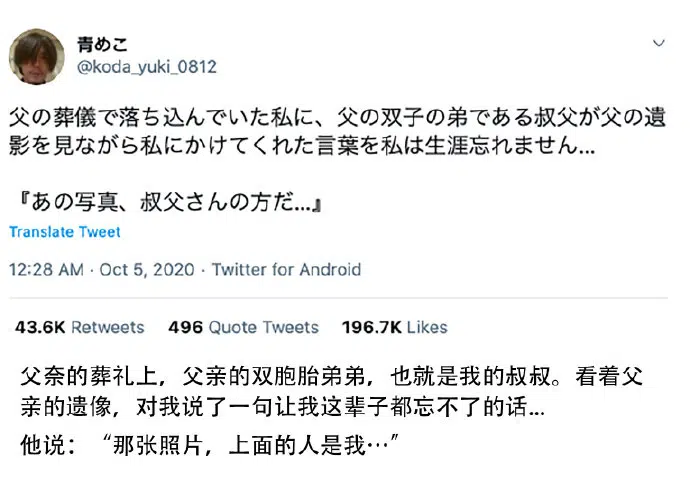 青めこ
@koda_yuki_0812
父の葬儀で落ち込んでいた私に、父の双子の弟である叔父が父の遺
影を見ながら私にかけてくれた言葉を私は生涯忘れません...
『あの写真、叔父さんの方だ...』
Translate Tweet
12:28 AM · Oct 5, 2020 · Twitter for Android
43.6K Retweets 496 Quote Tweets 196.7K Likes
父奈的葬礼上，父亲的双胞胎弟弟，也就是我的叔叔。看着父
亲的遗像，对我说了一句让我这辈子都忘不了的话...
他说：“那张照片，上面的人是我…”